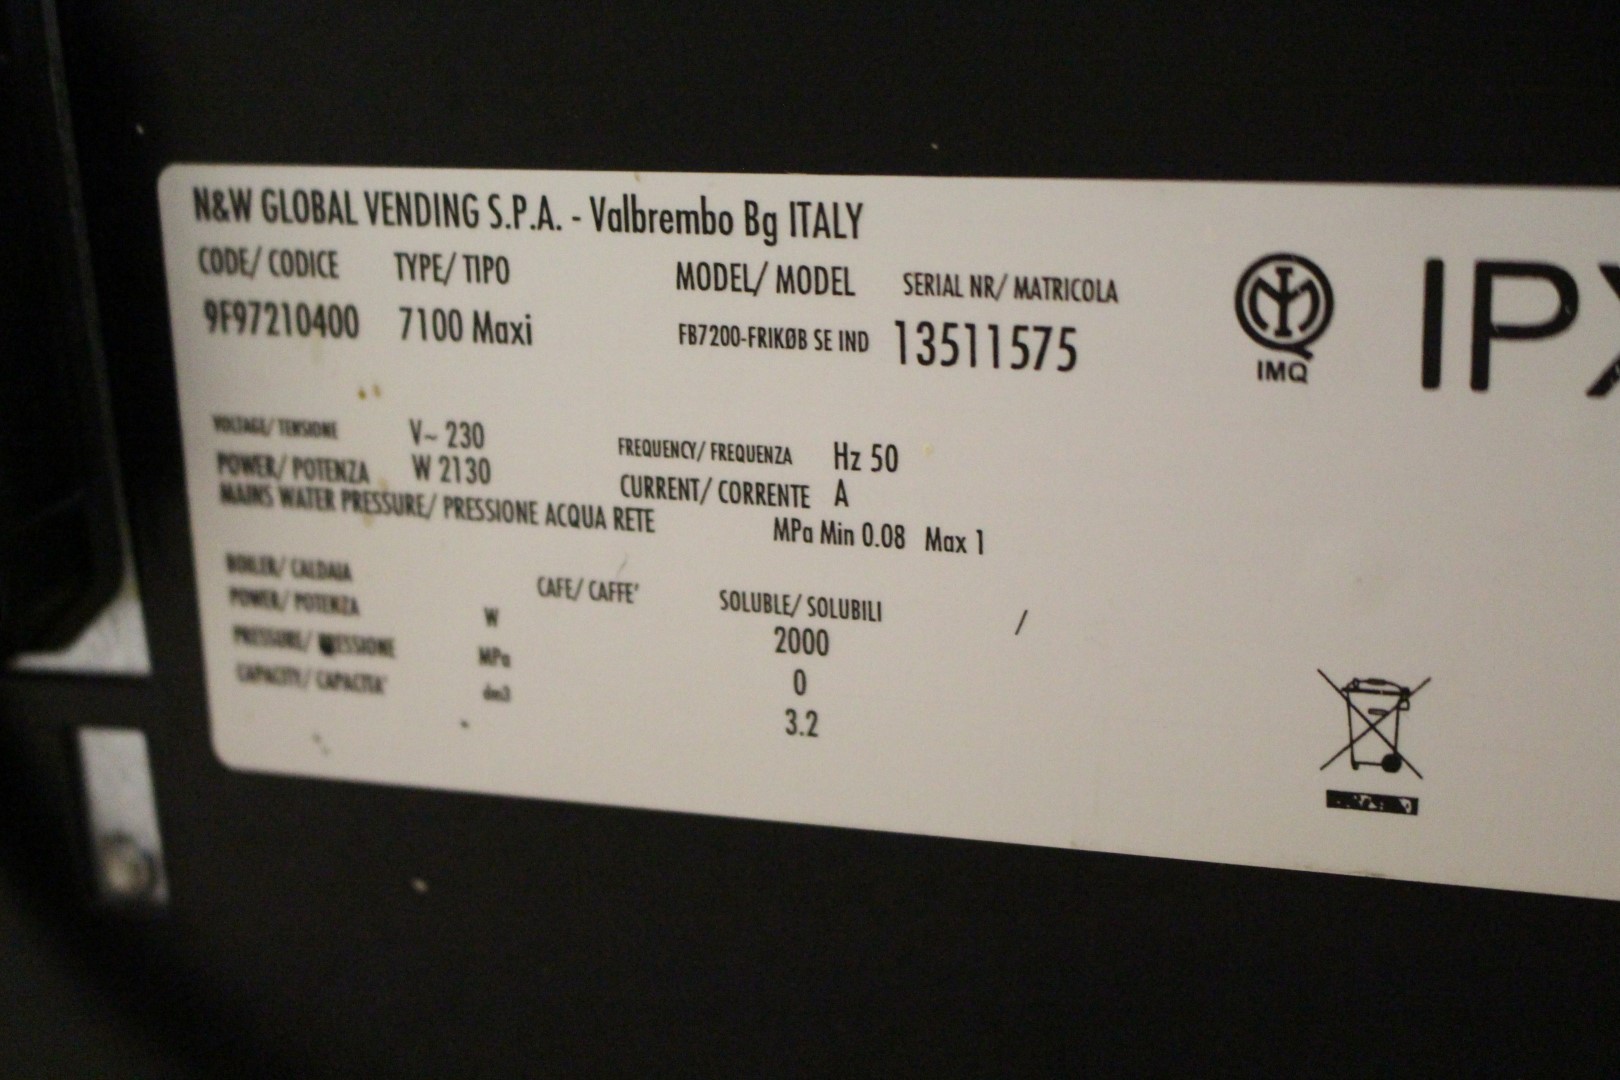 N&W GLOBAL VENDING S.P.A. - Valbrembo Bg ITALY
CODE/ CODICE TYPE/ TIPO MODEL/ MODEL SERIAL NR/ MATRICOLA
9F97210400 7100 Maxi FB7200-FRIKØB SE IND 13511575
IMQ
IPX
VOLTAGE/ TENSIONE V~ 230 FREQUENCY/ FREQUENZA Hz 50
POWER/ POTENZA W 2130 CURRENT/ CORRENTE A
MAINS WATER PRESSURE/ PRESSIONE ACQUA RETE MPa Min 0.08 Max 1
BOILER/ CALDAIA CAFE/ CAFFE' SOLUBLE/ SOLUBILI /
POWER/ POTENZA W 2000
PRESSURE/ PRESSIONE MPa 0
CAPACITY/ CAPACITA' dm3 3.2